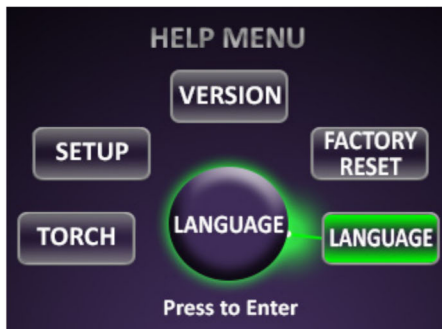 HELP MENU
VERSION
SETUP
FACTORY
RESET
TORCH
LANGUAGE
LANGUAGE
Press to Enter